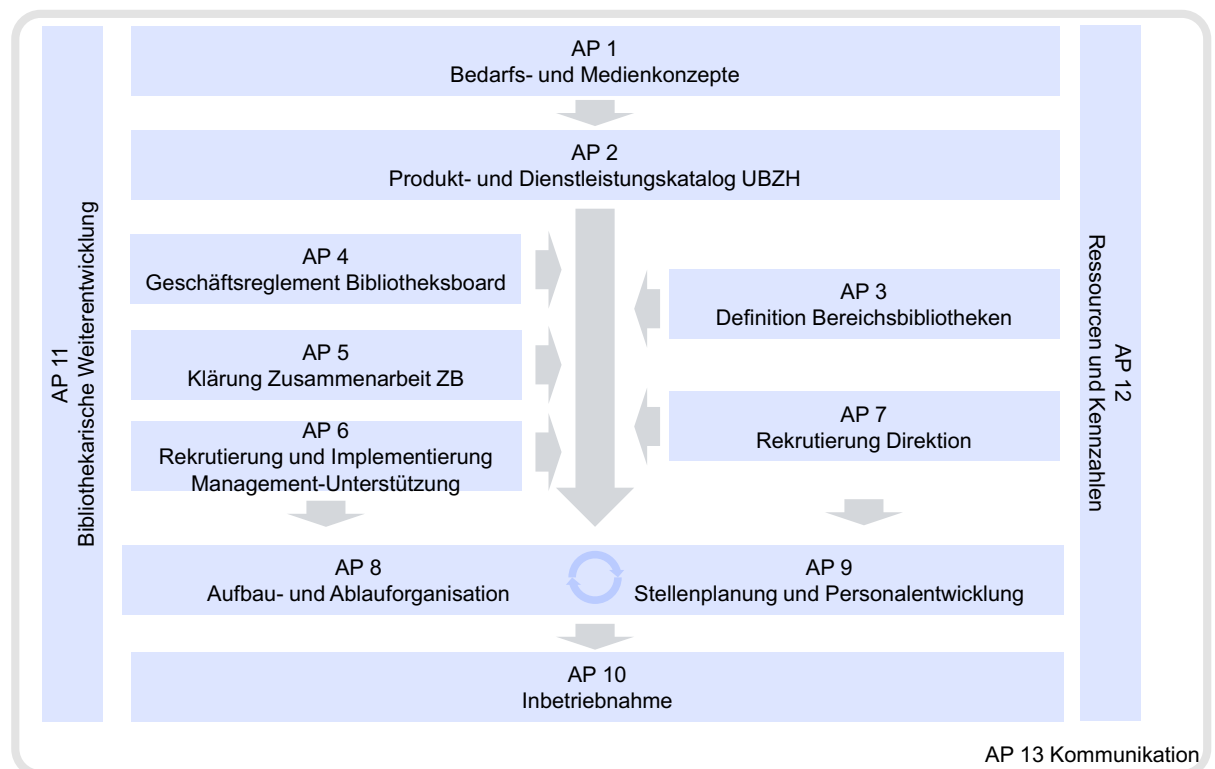 AP 1
Bedarfs- und Medienkonzepte
AP 2
Produkt- und Dienstleistungskatalog UBZH
AP 4
Geschäftsreglement Bibliotheksboard
AP 3
Definition Bereichsbibliotheken
AP 5
Klärung Zusammenarbeit ZB
AP 6
Rekrutierung und Implementierung
Management-Unterstützung
AP 7
Rekrutierung Direktion
AP 8
Aufbau- und Ablauforganisation
AP 9
Stellenplanung und Personalentwicklung
AP 10
Inbetriebnahme
AP 11
Bibliothekarische Weiterentwicklung
AP 12
Ressourcen und Kennzahlen
AP 13 Kommunikation